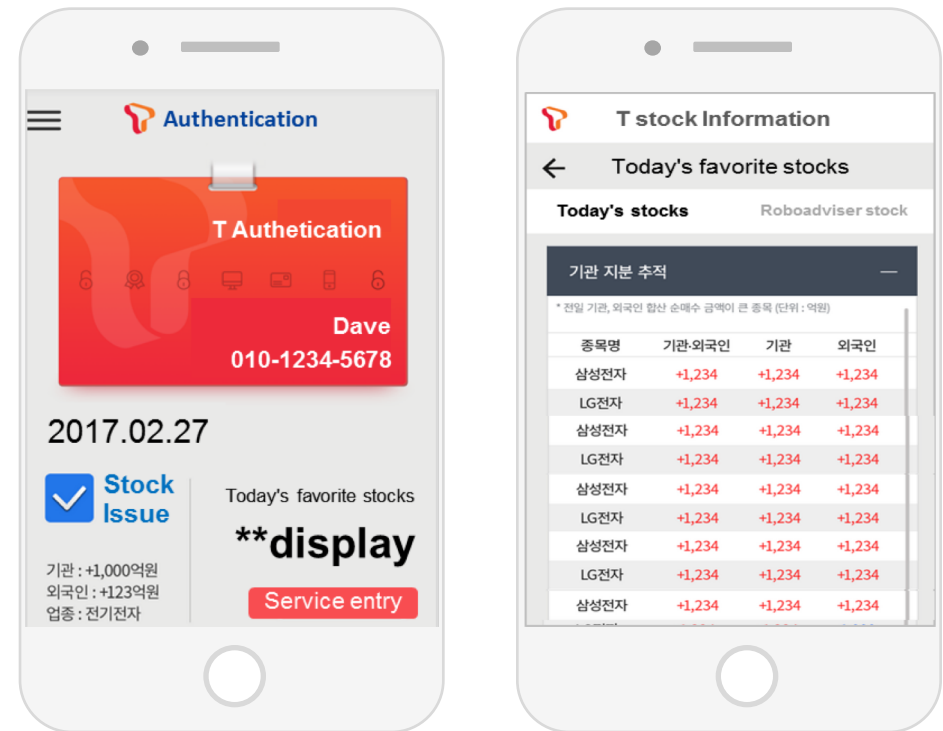 Authentication
T Authetication
Dave
010-1234-5678
2017.02.27
Stock
Issue
기관 : +1,000억원
외국인 : +123억원
업종 : 전기전자
Today's favorite stocks
**display
Service entry
T stock Information
Today's favorite stocks
Today's stocks Roboadviser stock
기관 지분 추적
* 전일 기관, 외국인 합산 순매수 금액이 큰 종목 (단위 : 억원)
종목명 기관·외국인 기관 외국인
삼성전자 +1,234 +1,234 +1,234
LG전자 +1,234 +1,234 +1,234
삼성전자 +1,234 +1,234 +1,234
LG전자 +1,234 +1,234 +1,234
삼성전자 +1,234 +1,234 +1,234
LG전자 +1,234 +1,234 +1,234
삼성전자 +1,234 +1,234 +1,234
LG전자 +1,234 +1,234 +1,234
삼성전자 +1,234 +1,234 +1,234